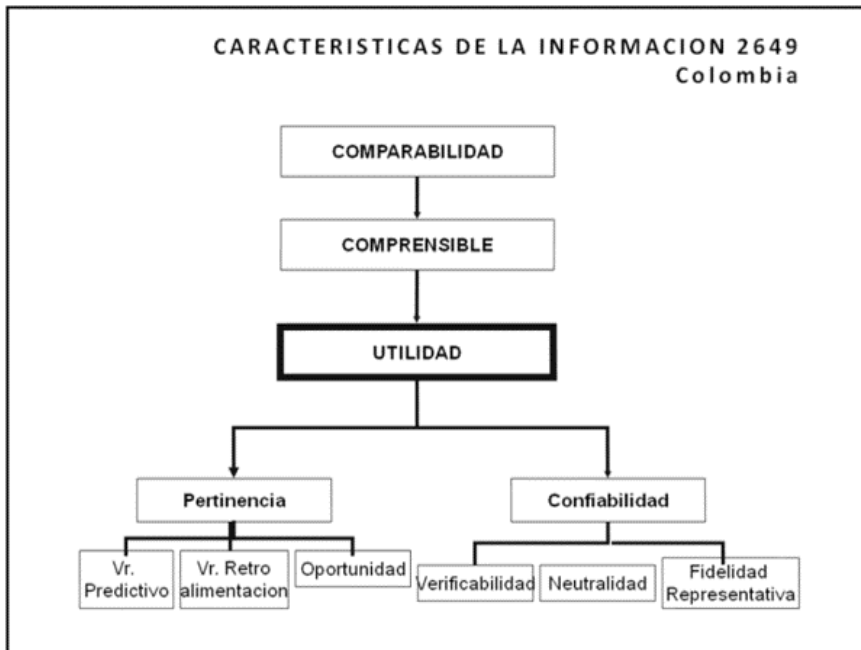 CARACTERISTICAS DE LA INFORMACION 2649
Colombia
COMPARABILIDAD
COMPRENSIBLE
UTILIDAD
Pertinencia
Confiabilidad
Vr.
Predictivo
Vr. Retro
alimentacion
Oportunidad
Verificabilidad
Neutralidad
Fidelidad
Representativa